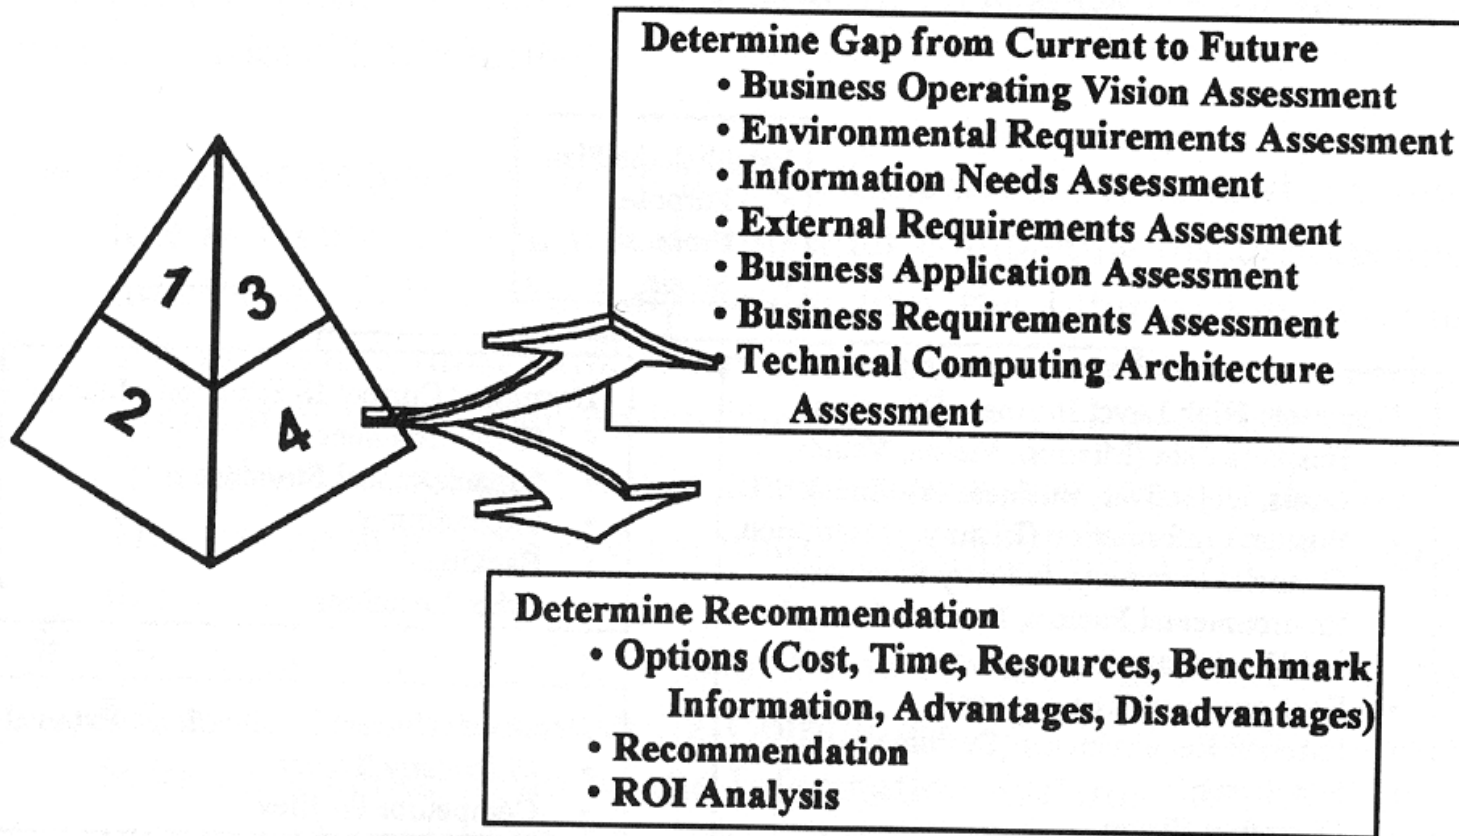 1
3
2
4
Determine Gap from Current to Future
• Business Operating Vision Assessment
• Environmental Requirements Assessment
• Information Needs Assessment
• External Requirements Assessment
• Business Application Assessment
• Business Requirements Assessment
• Technical Computing Architecture
Assessment
Determine Recommendation
• Options (Cost, Time, Resources, Benchmark
Information, Advantages, Disadvantages)
• Recommendation
• ROI Analysis